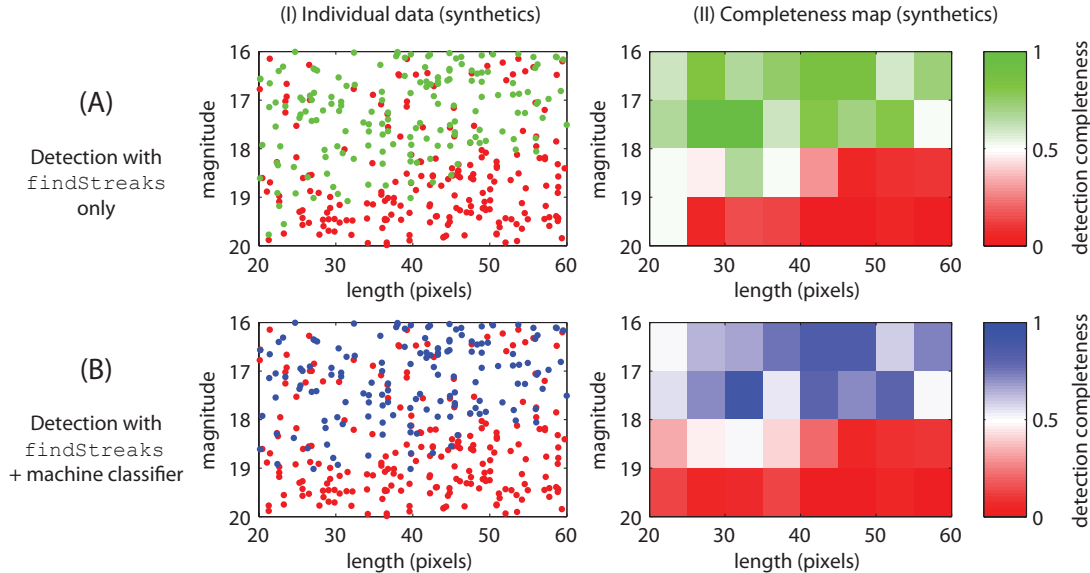 (I) Individual data (synthetics)
(II) Completeness map (synthetics)
(A)
Detection with
findStreaks
only
magnitude
16
17
18
19
20
20
30
40
50
60
length (pixels)
magnitude
16
17
18
19
20
20
30
40
50
60
length (pixels)
1
0.5
0
detection completeness
(B)
Detection with
findStreaks
+ machine classifier
magnitude
16
17
18
19
20
20
30
40
50
60
length (pixels)
magnitude
16
17
18
19
20
20
30
40
50
60
length (pixels)
1
0.5
0
detection completeness